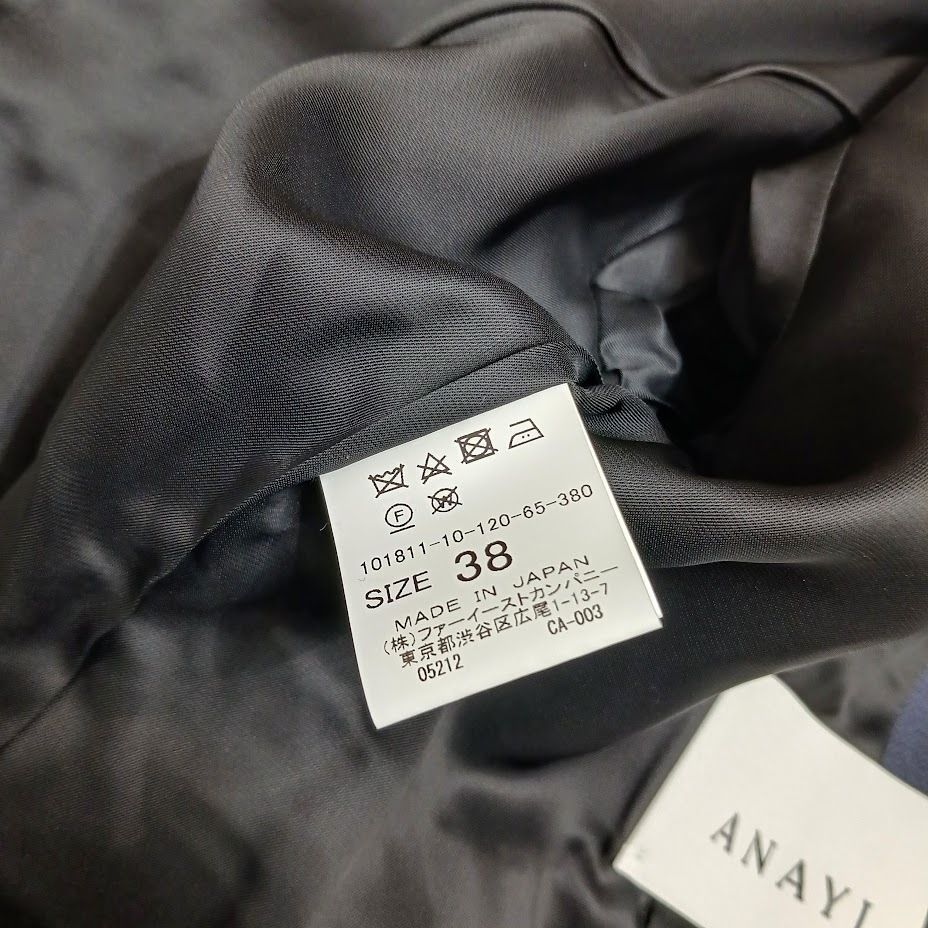 F W
101811-10-120-65-380
SIZE 38
MADE IN JAPAN
(株)ファーイーストカンパニー
東京都渋谷区広尾1-13-7
05212 CA-003
ANAYI